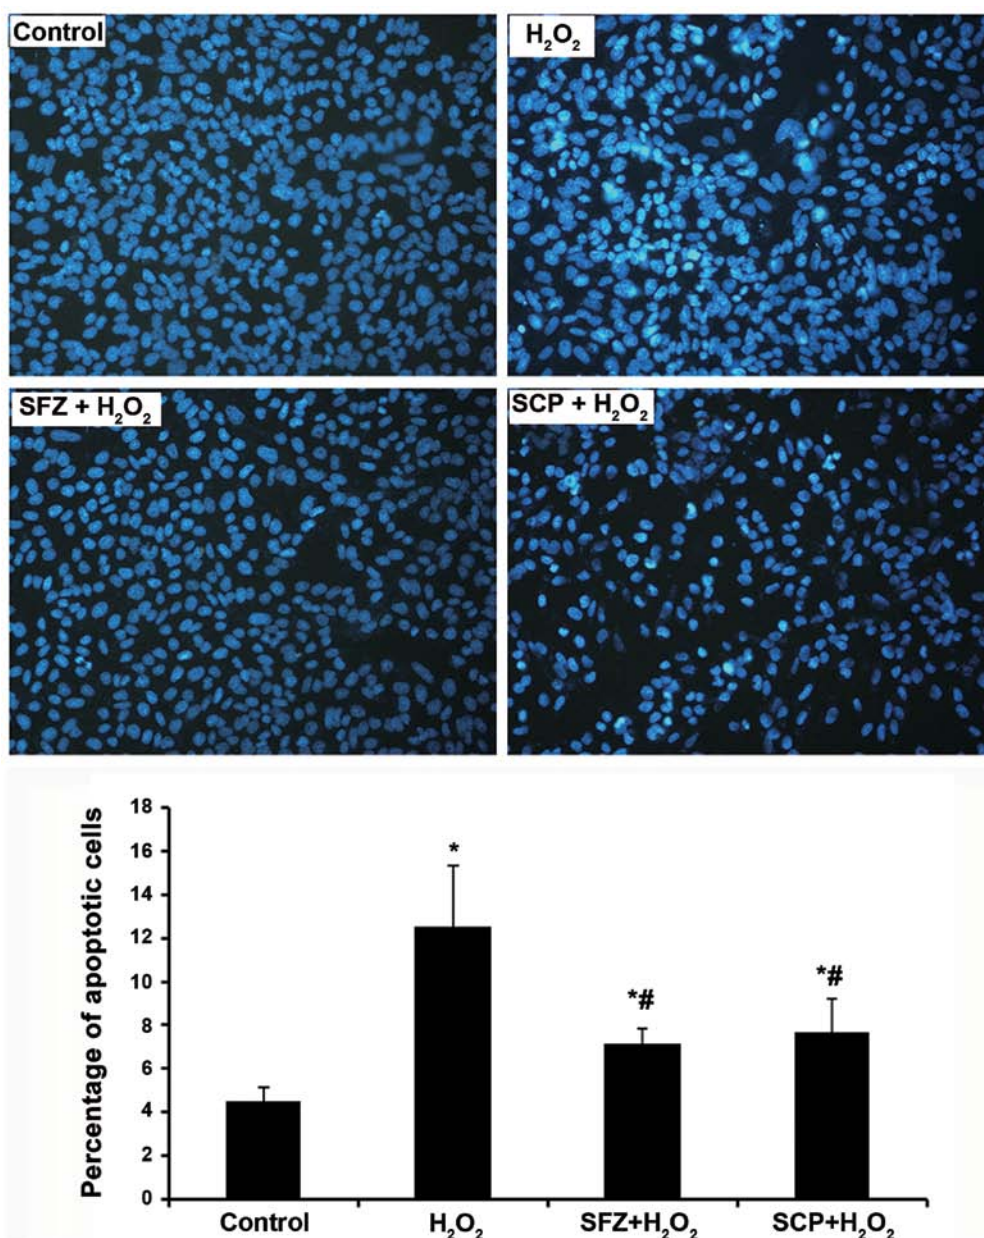 Control
H₂O₂
SFZ + H₂O₂
SCP + H₂O₂
Percentage of apoptotic cells
18
16
14
12
10
8
6
4
2
0
*
*#
*#
Control
H₂O₂
SFZ+H₂O₂
SCP+H₂O₂